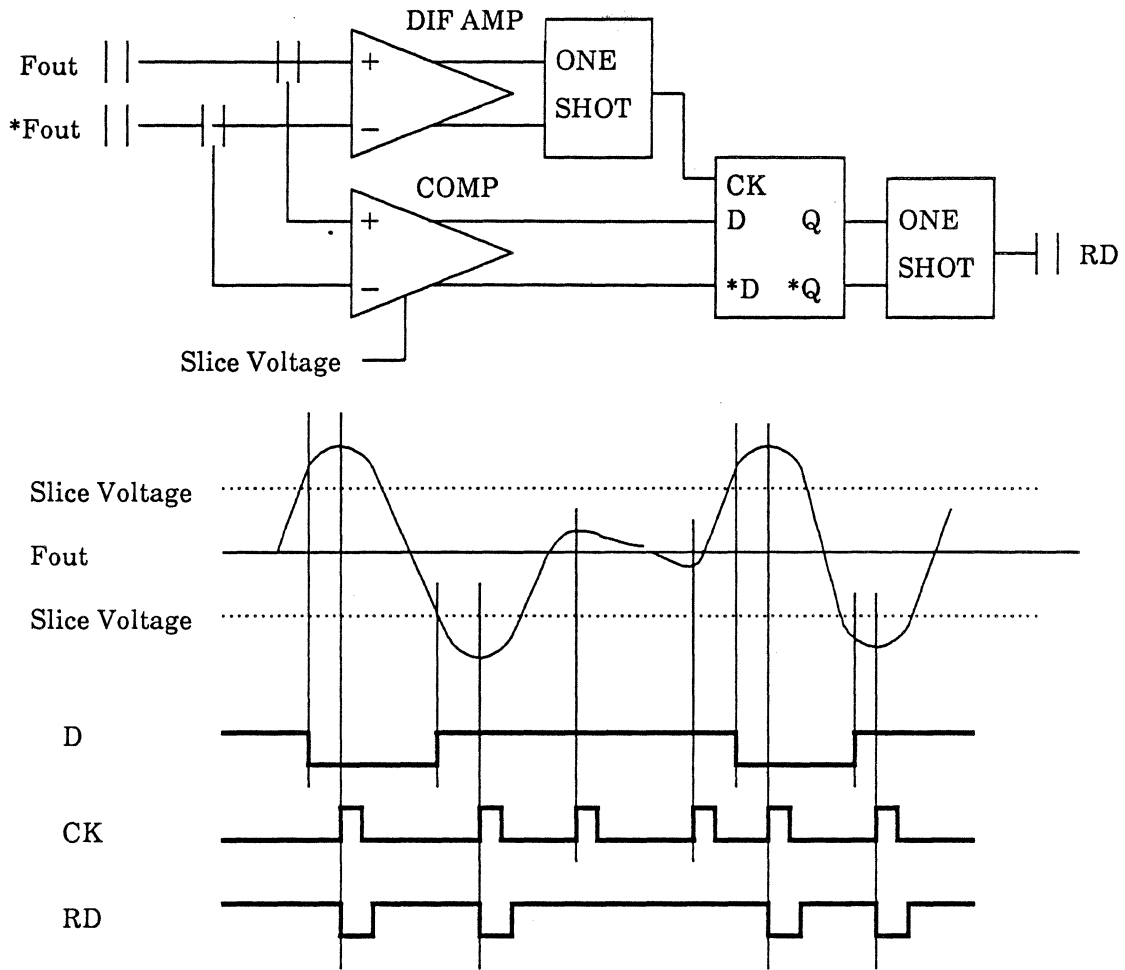 DIF AMP
Fout
+
ONE
SHOT
*Fout
−
COMP
CK
+
D Q
ONE
SHOT
RD
−
*D *Q
Slice Voltage
Slice Voltage
Fout
Slice Voltage
D
CK
RD